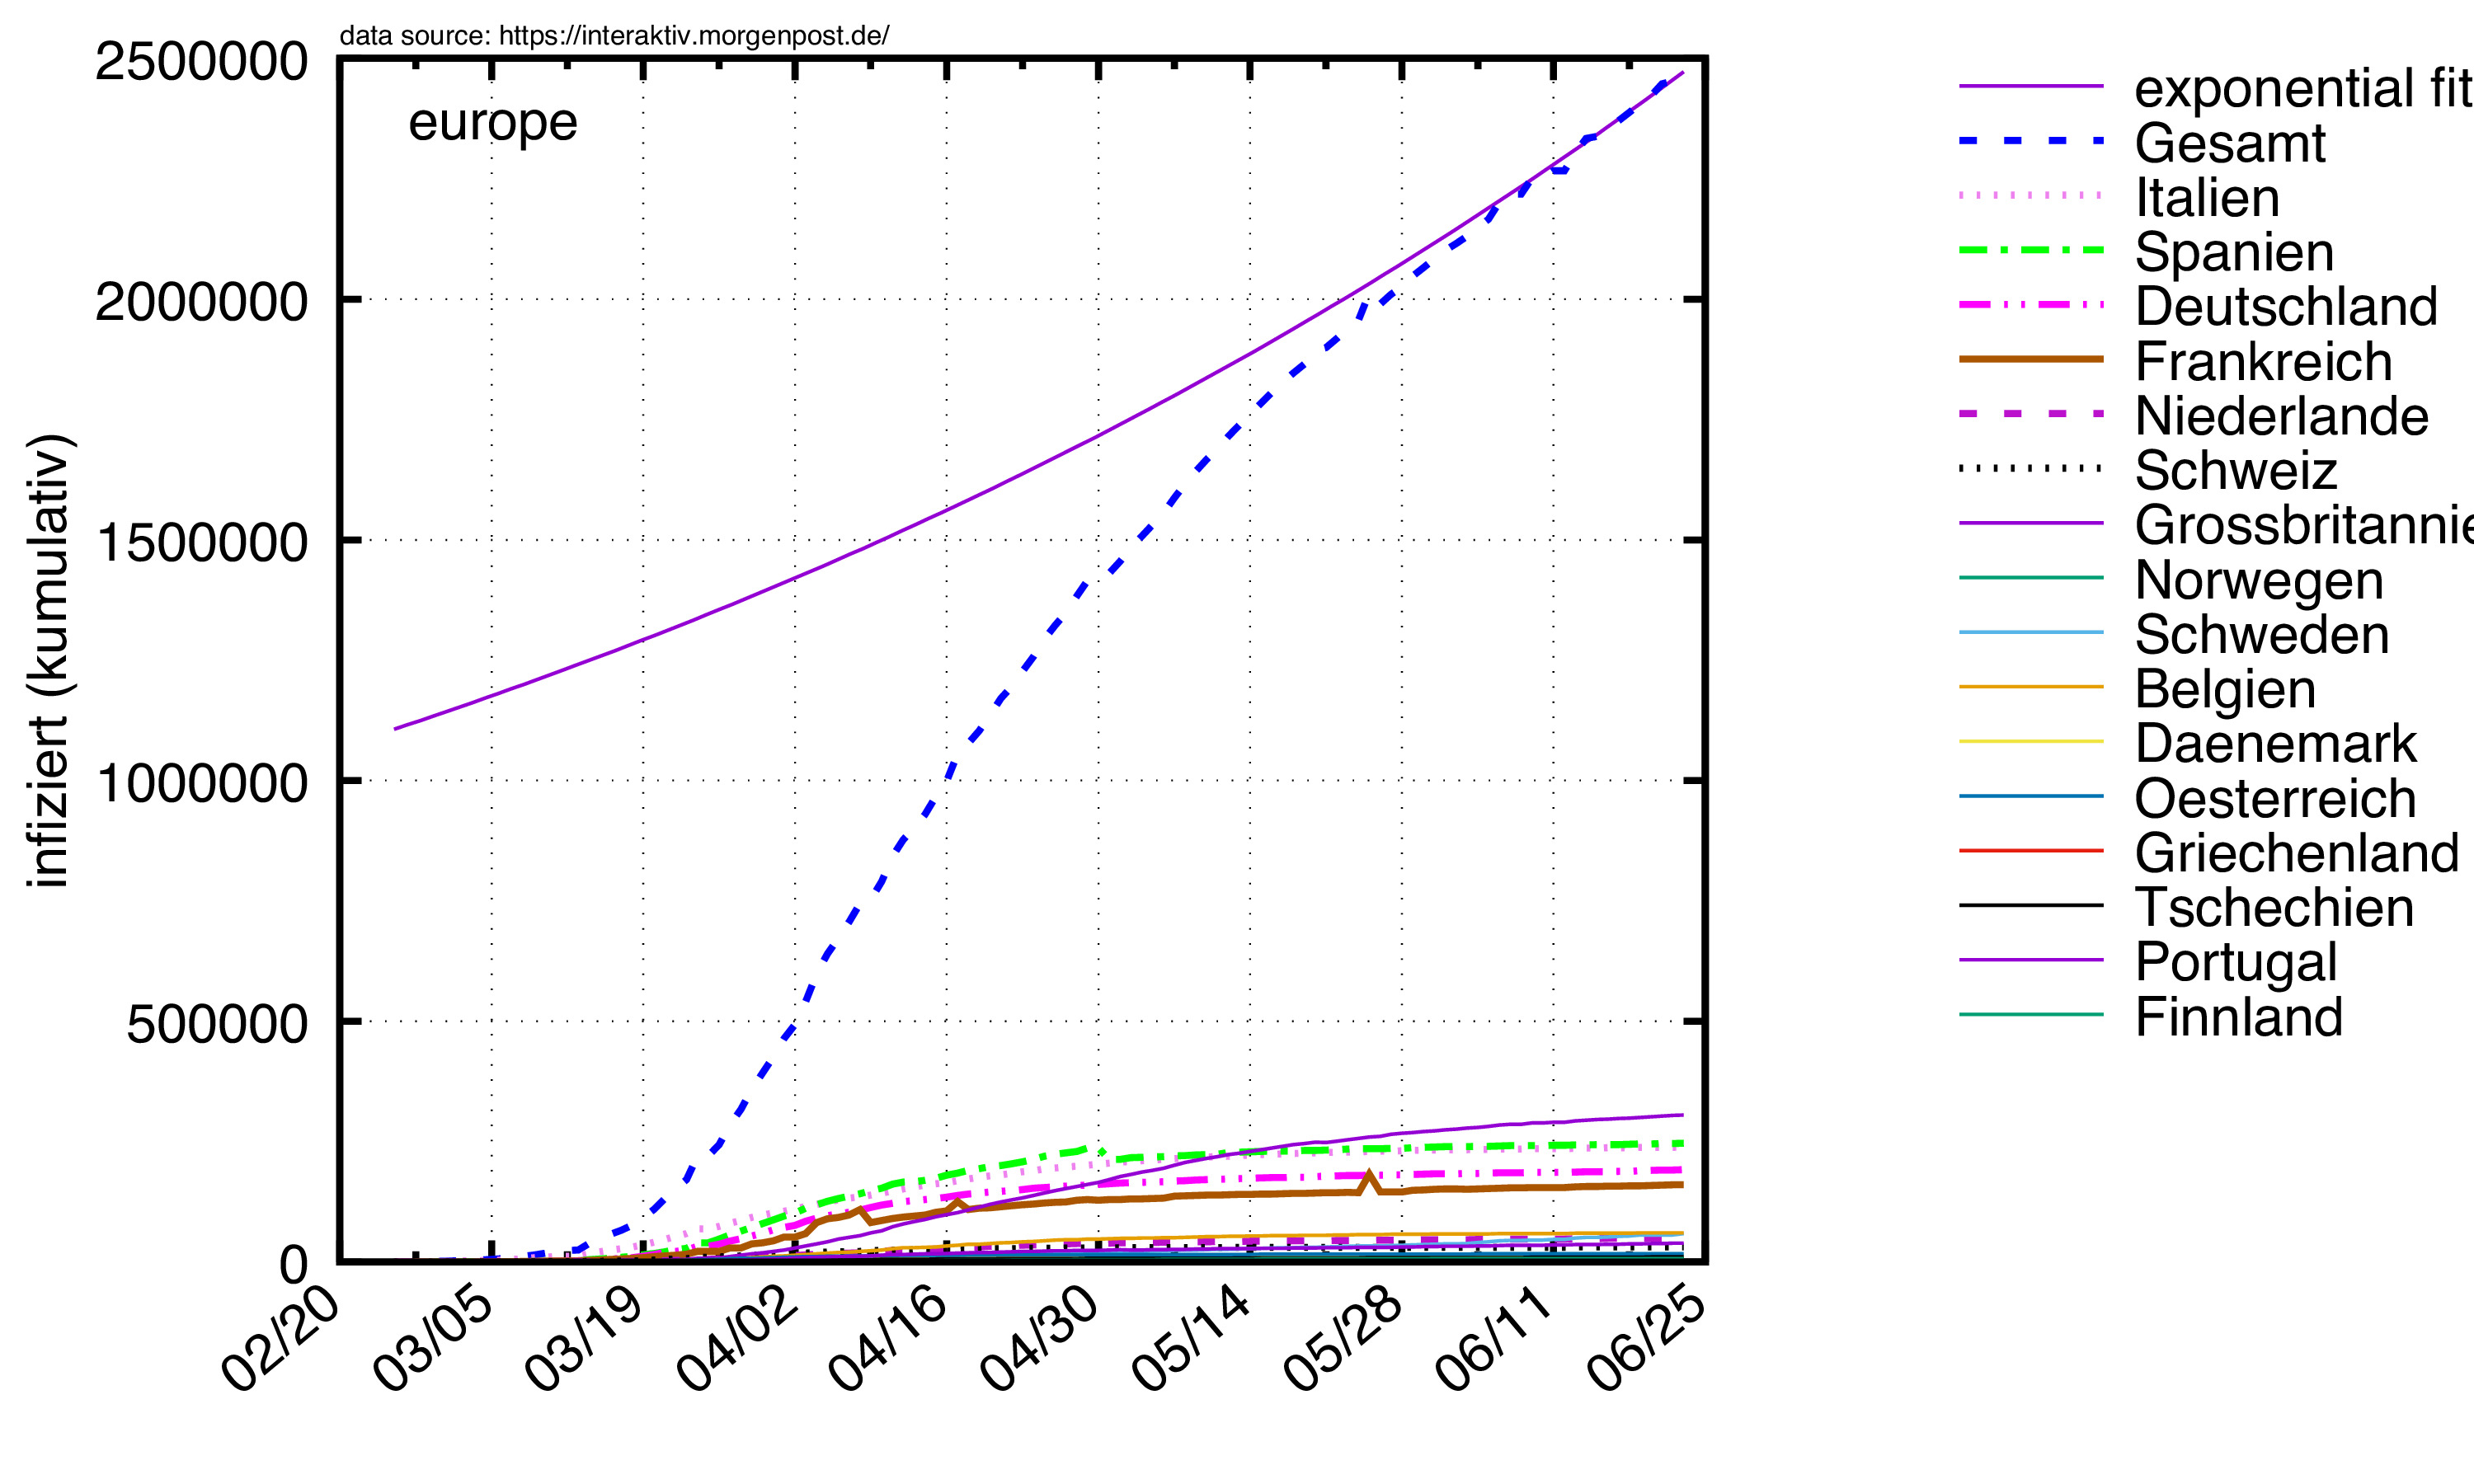 data source: https://interaktiv.morgenpost.de/
europe
infiziert (kumulativ)
2500000
2000000
1500000
1000000
500000
0
02/20
03/05
03/19
04/02
04/16
04/30
05/14
05/28
06/11
06/25
exponential fit
Gesamt
Italien
Spanien
Deutschland
Frankreich
Niederlande
Schweiz
Grossbritannie
Norwegen
Schweden
Belgien
Daenemark
Oesterreich
Griechenland
Tschechien
Portugal
Finnland